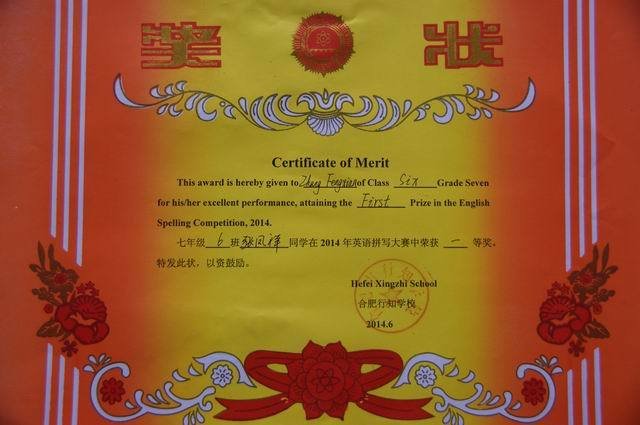 奖 状
Certificate of Merit
This award is hereby given to Zhang Fengxiang of Class Six Grade Seven
for his/her excellent performance, attaining the First Prize in the English
Spelling Competition, 2014.
七年级 6 班 张凤祥 同学在 2014 年英语拼写大赛中荣获 一 等奖。
特发此状，以资鼓励。
Hefei Xingzhi School
合肥行知学校
2014.6